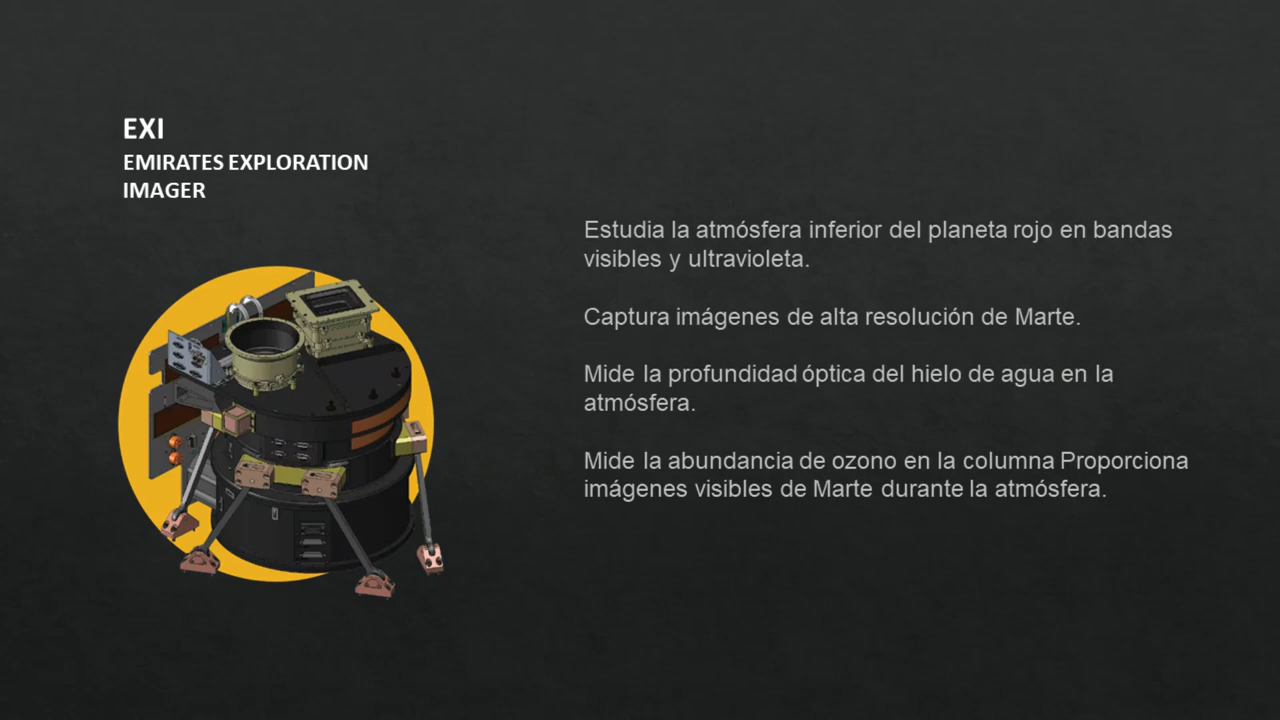 EXI
EMIRATES EXPLORATION
IMAGER
Estudia la atmósfera inferior del planeta rojo en bandas
visibles y ultravioleta.
Captura imágenes de alta resolución de Marte.
Mide la profundidad óptica del hielo de agua en la
atmósfera.
Mide la abundancia de ozono en la columna Proporciona
imágenes visibles de Marte durante la atmósfera.